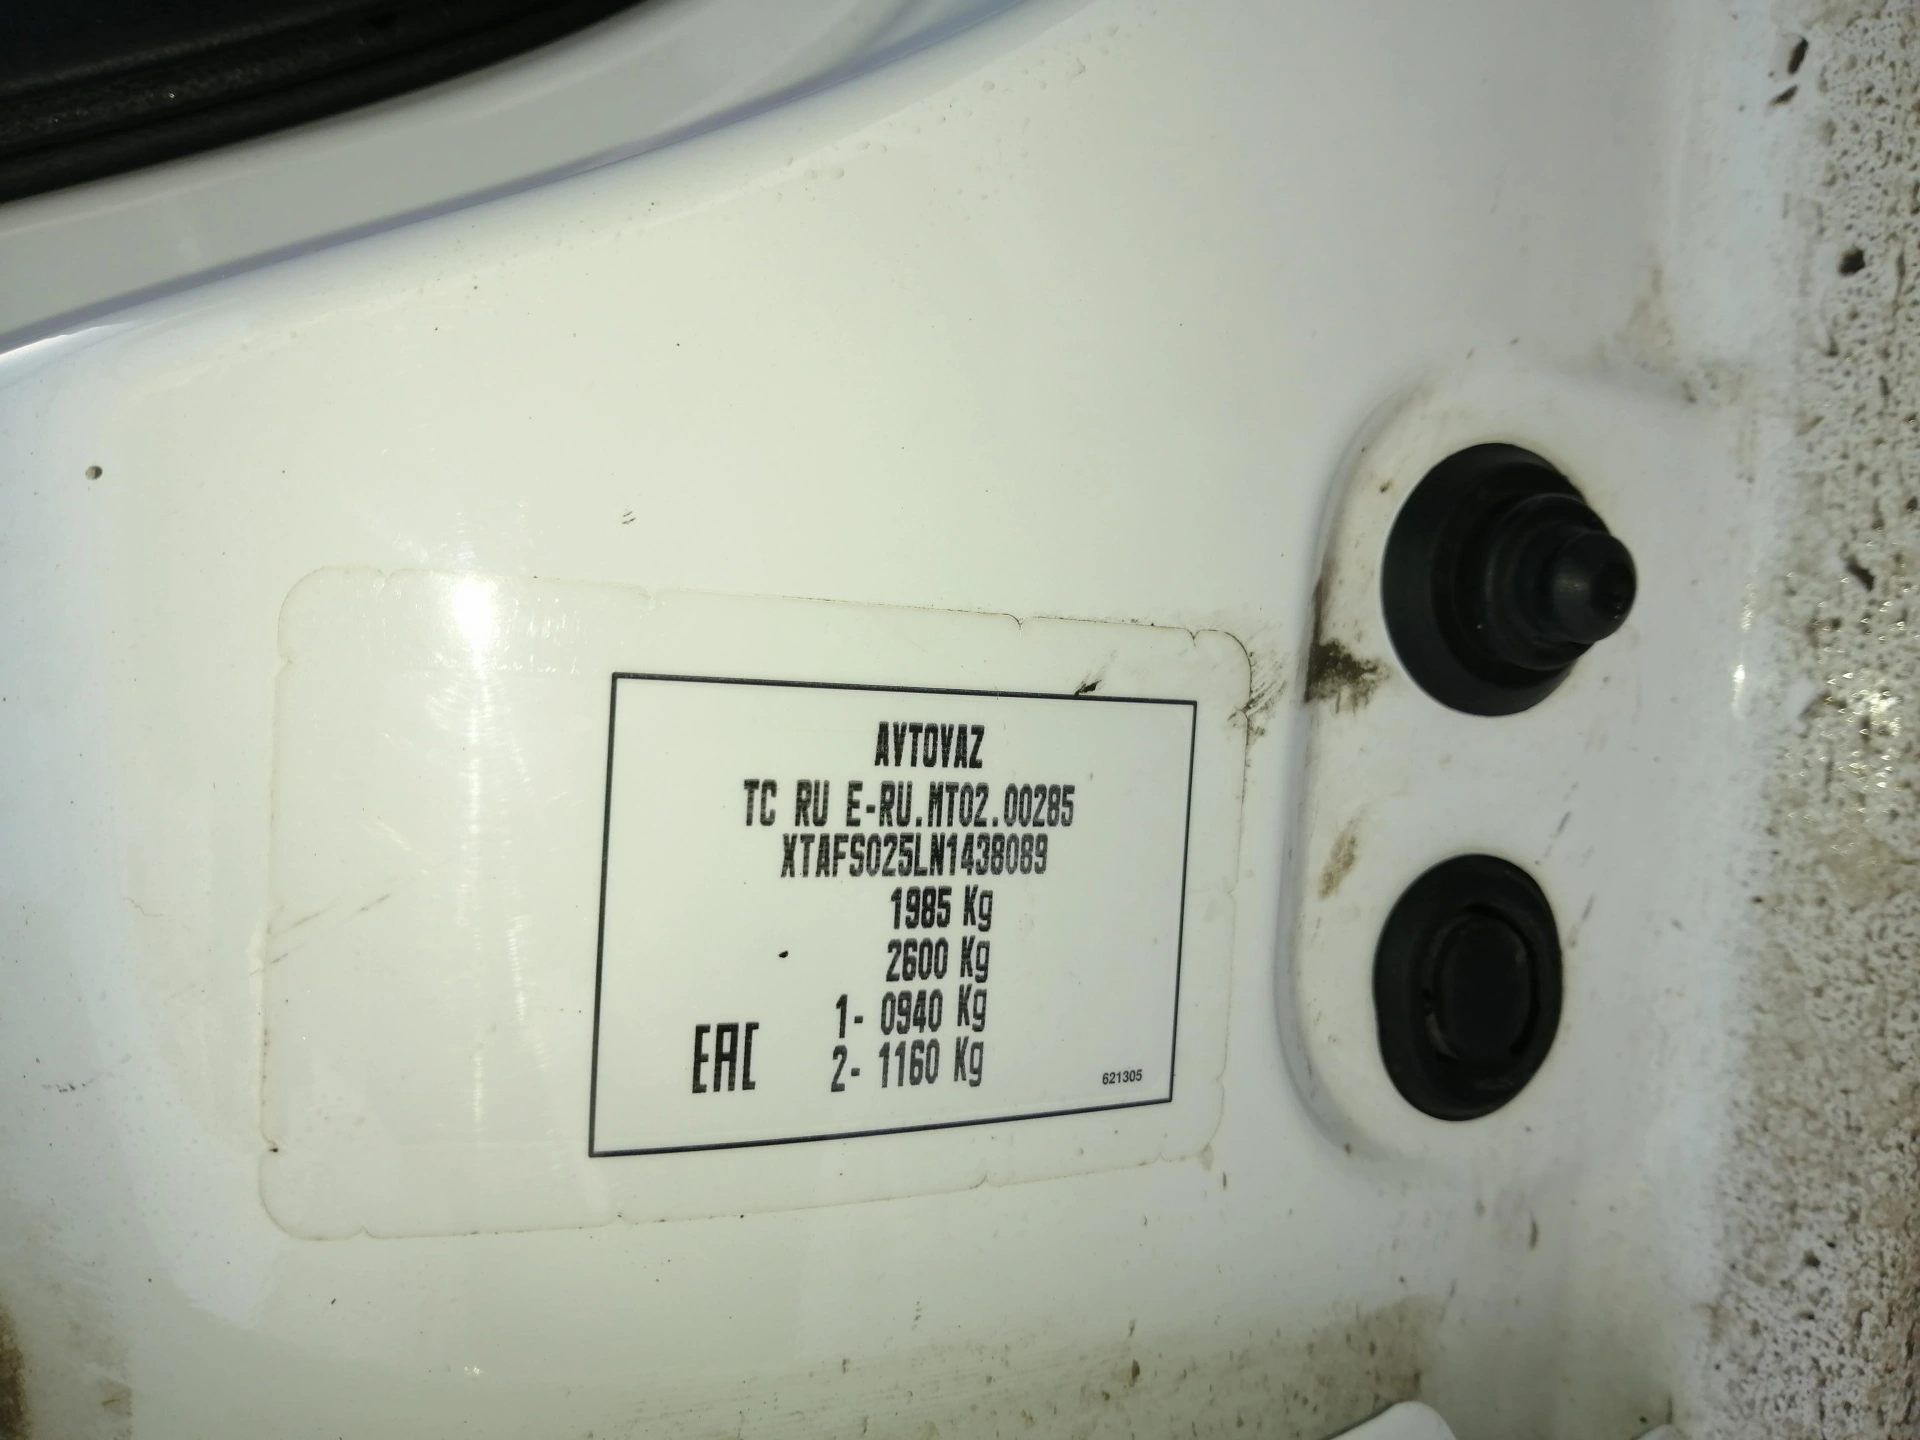 AVTOVAZ
TC RU E-RU.MT02.00285
XTAFS025LN1438089
1985 Kg
2600 Kg
1- 0940 Kg
2- 1160 Kg
EAC
621305